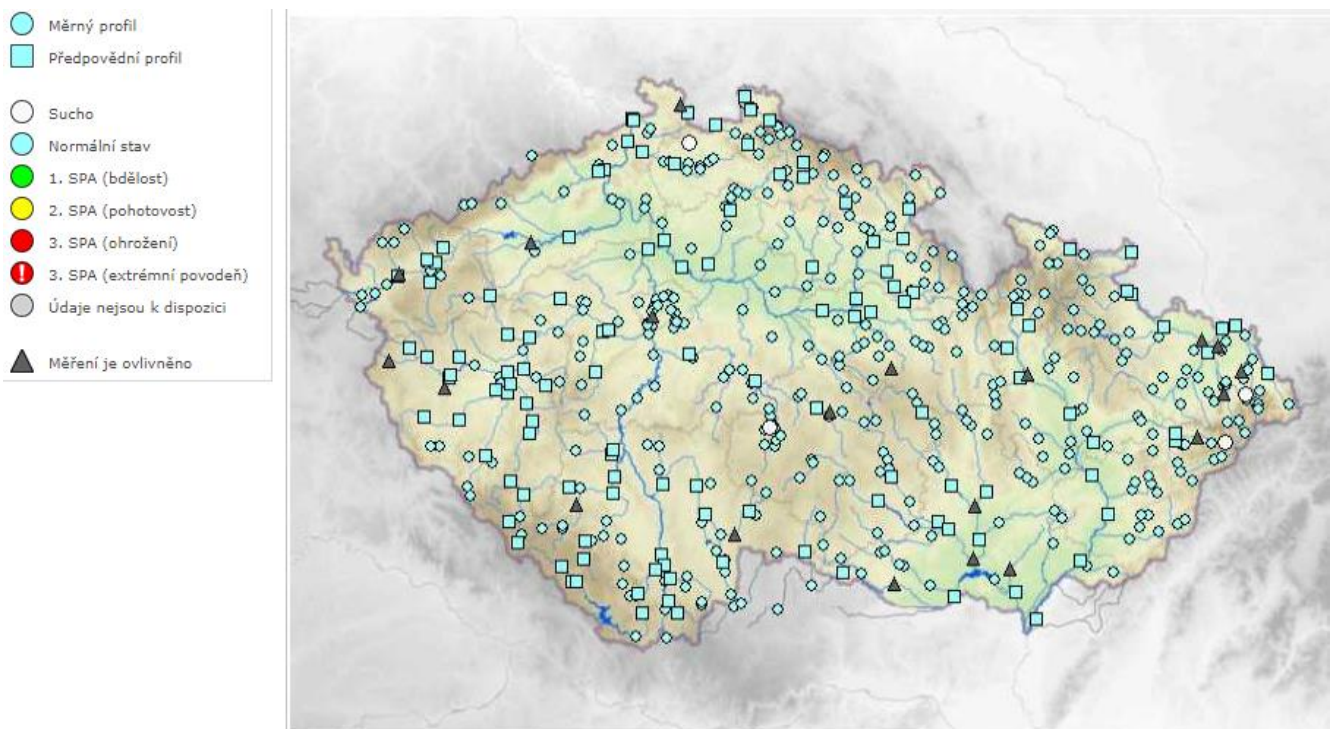 Měrný profil
Předpovědní profil
Sucho
Normální stav
1. SPA (bdělost)
2. SPA (pohotovost)
3. SPA (ohrožení)
3. SPA (extrémní povodeň)
Údaje nejsou k dispozici
Měření je ovlivněno